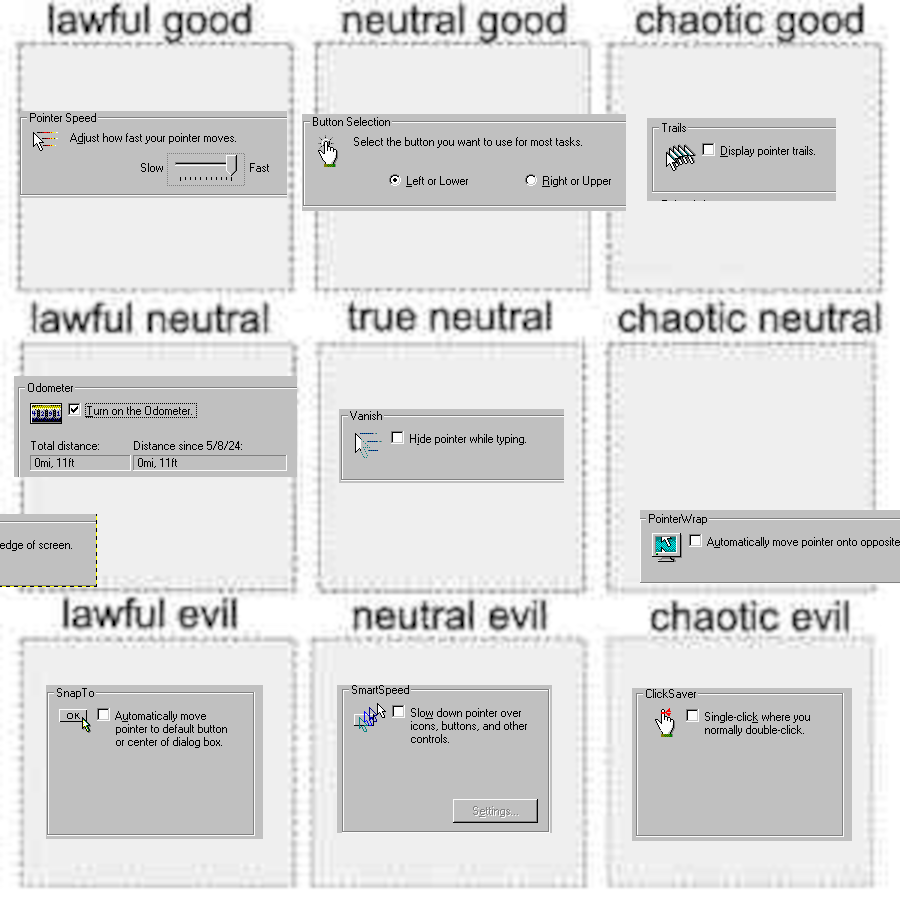 lawful good
neutral good
chaotic good
Pointer Speed
Adjust how fast your pointer moves.
Slow
Fast
Button Selection
Select the button you want to use for most tasks.
Left or Lower
Right or Upper
Trails
Display pointer trails.
lawful neutral
true neutral
chaotic neutral
Odometer
Turn on the Odometer.
Total distance:
Distance since 5/8/24:
0mi, 11ft
0mi, 11ft
Vanish
Hide pointer while typing.
edge of screen.
PointerWrap
Automatically move pointer onto opposite
lawful evil
neutral evil
chaotic evil
SnapTo
OK
Automatically move
pointer to default button
or center of dialog box.
SmartSpeed
Slow down pointer over
icons, buttons, and other
controls.
Settings...
ClickSaver
Single-click where you
normally double-click.